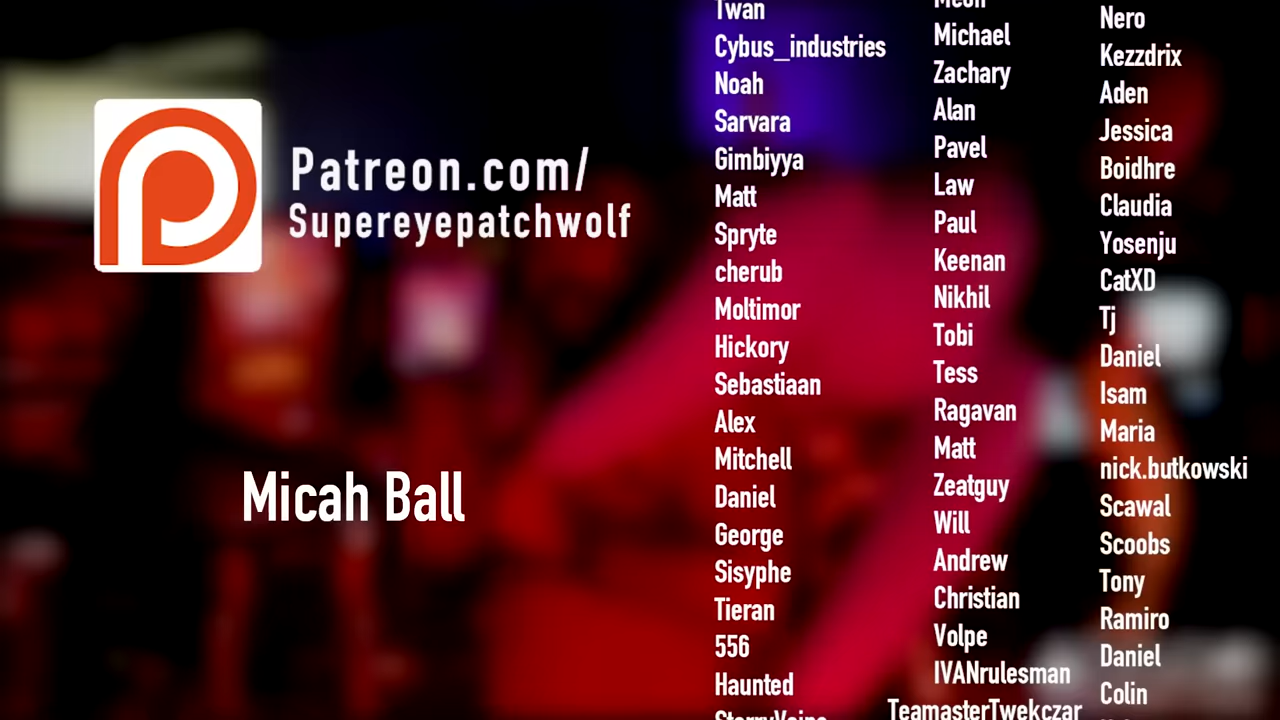 Patreon.com/
Supereyepatchwolf
Micah Ball
Twan
Cybus_industries
Noah
Sarvara
Gimbiyya
Matt
Spryte
cherub
Moltimor
Hickory
Sebastiaan
Alex
Mitchell
Daniel
George
Sisyphe
Tieran
556
Haunted
Michael
Zachary
Alan
Pavel
Law
Paul
Keenan
Nikhil
Tobi
Tess
Ragavan
Matt
Zeatguy
Will
Andrew
Christian
Volpe
IVANrulesman
TeamasterTwekczar
Nero
Kezzdrix
Aden
Jessica
Boidhre
Claudia
Yosenju
CatXD
Tj
Daniel
Isam
Maria
nick.butkowski
Scawal
Scoobs
Tony
Ramiro
Daniel
Colin